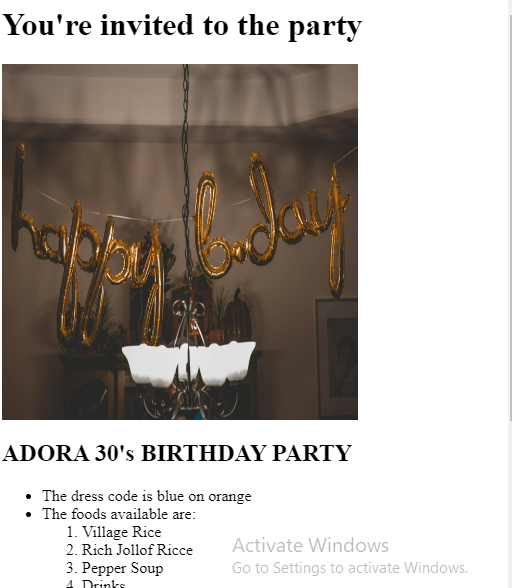 You're invited to the party
happy b.day
ADORA 30's BIRTHDAY PARTY
The dress code is blue on orange
The foods available are:
1. Village Rice
2. Rich Jollof Ricce
3. Pepper Soup
4. Drinks
Activate Windows
Go to Settings to activate Windows.